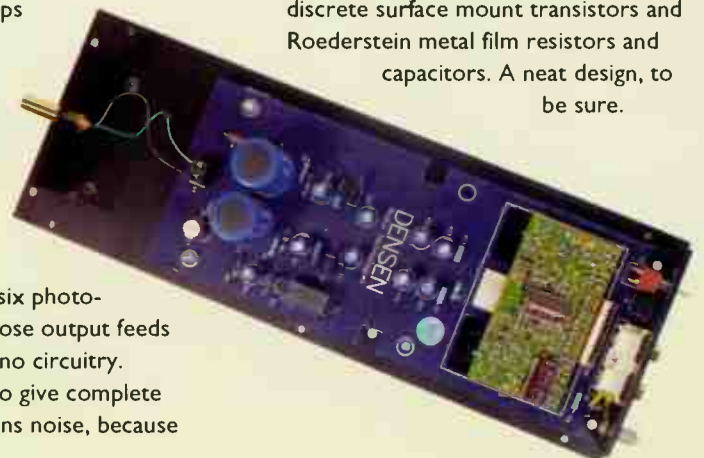 ps
six photo-
ose output feeds
no circuitry.
o give complete
ns noise, because
discrete surface mount transistors and
Roederstein metal film resistors and
capacitors. A neat design, to
be sure.
DENSEN